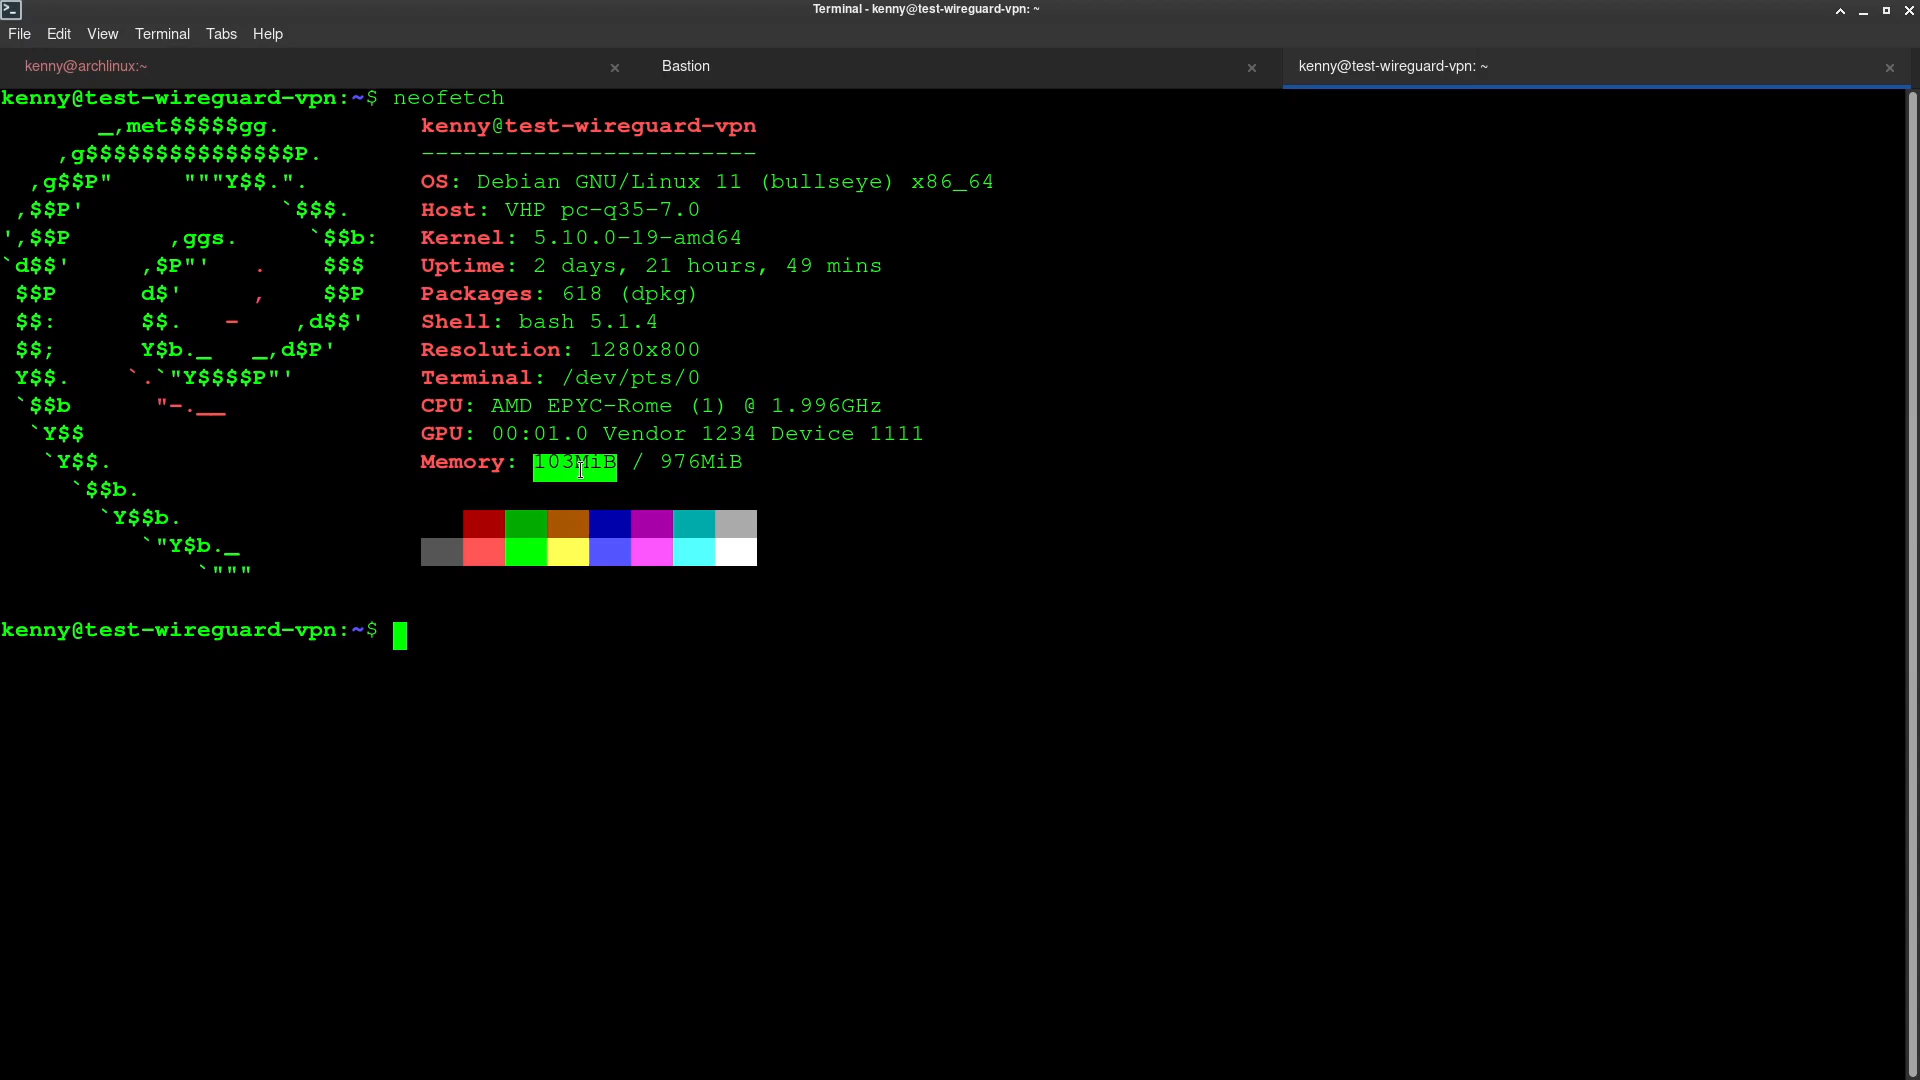 Terminal - kenny@test-wireguard-vpn: ~
File Edit View Terminal Tabs Help
kenny@archlinux:~ Bastion kenny@test-wireguard-vpn: ~
kenny@test-wireguard-vpn:~$ neofetch
       _,met$$$$$gg.          kenny@test-wireguard-vpn
    ,g$$$$$$$$$$$$$$$P.       ------------------------
  ,g$$P"     """Y$$.".        OS: Debian GNU/Linux 11 (bullseye) x86_64
 ,$$P'              `$$$.     Host: VHP pc-q35-7.0
',$$P       ,ggs.     `$$b:   Kernel: 5.10.0-19-amd64
`d$$'     ,$P"'   .    $$$    Uptime: 2 days, 21 hours, 49 mins
 $$P      d$'     ,    $$P    Packages: 618 (dpkg)
 $$:      $$.   -    ,d$$'    Shell: bash 5.1.4
 $$;      Y$b._   _,d$P'      Resolution: 1280x800
 Y$$.    `.`"Y$$$$P"'         Terminal: /dev/pts/0
 `$$b      "-.__              CPU: AMD EPYC-Rome (1) @ 1.996GHz
  `Y$$                        GPU: 00:01.0 Vendor 1234 Device 1111
   `Y$$.                      Memory: 103MiB / 976MiB
     `$$b.
       `Y$$b.
          `"Y$b._
              `"""
kenny@test-wireguard-vpn:~$